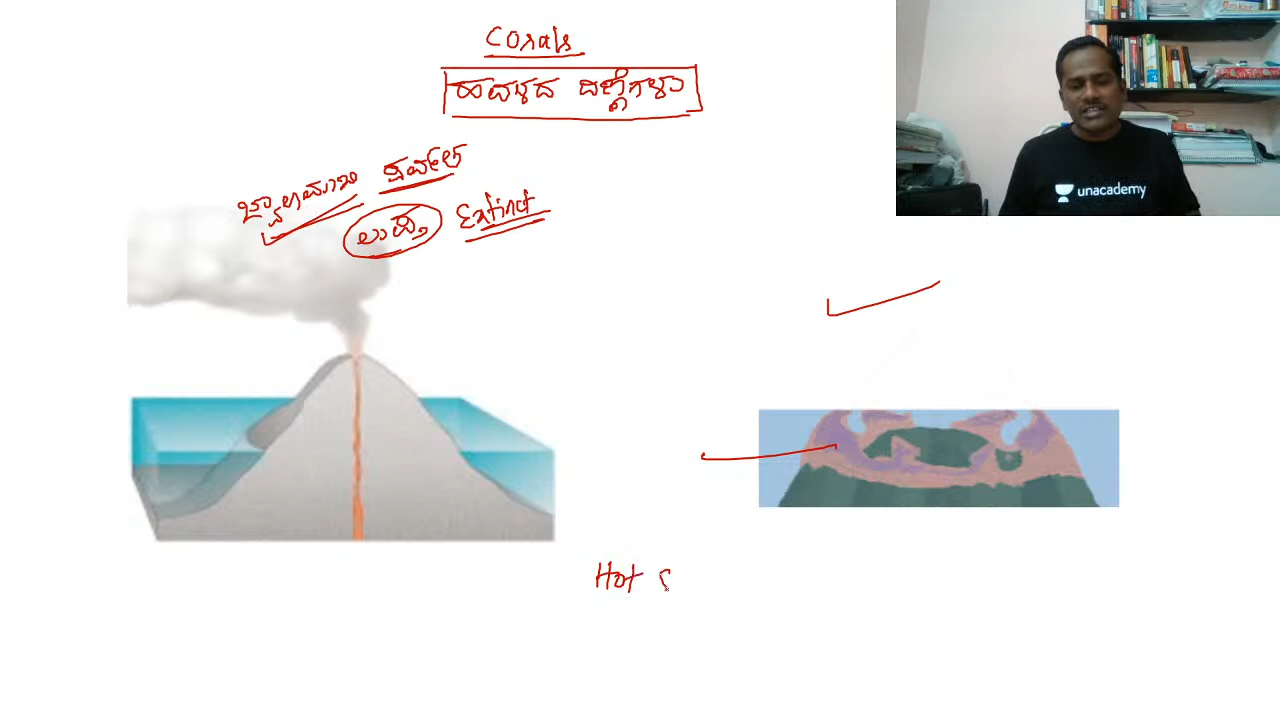 Corals
ಹವಳದ ದಿಣ್ಣೆಗಳು
ಜ್ವಾಲಾಮುಖಿ ಪರ್ವತ
ಲುಪ್ತ Extinct
unacademy
Hot S